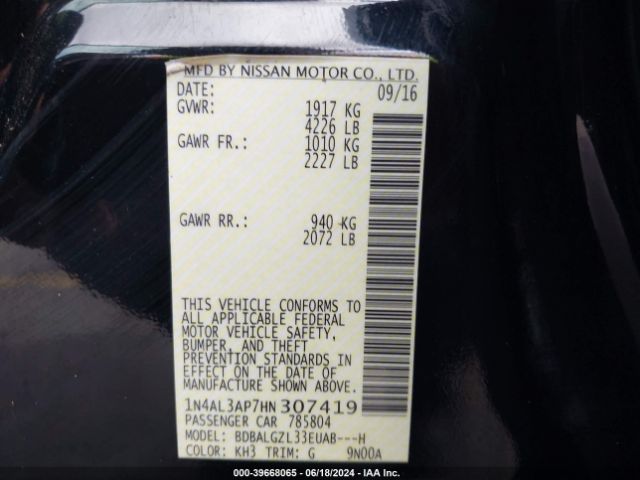 MFD BY NISSAN MOTOR CO., LTD.
DATE: 09/16
GVWR: 1917 KG
4226 LB
GAWR FR.: 1010 KG
2227 LB
GAWR RR.: 940 KG
2072 LB
THIS VEHICLE CONFORMS TO
ALL APPLICABLE FEDERAL
MOTOR VEHICLE SAFETY,
BUMPER, AND THEFT
PREVENTION STANDARDS IN
EFFECT ON THE DATE OF
MANUFACTURE SHOWN ABOVE.
1N4AL3AP7HN307419
PASSENGER CAR 785804
MODEL: BDBALGZL33EUAB---H
COLOR: KH3 TRIM: G 9N00A
000-39668065 - 06/18/2024 - IAA Inc.